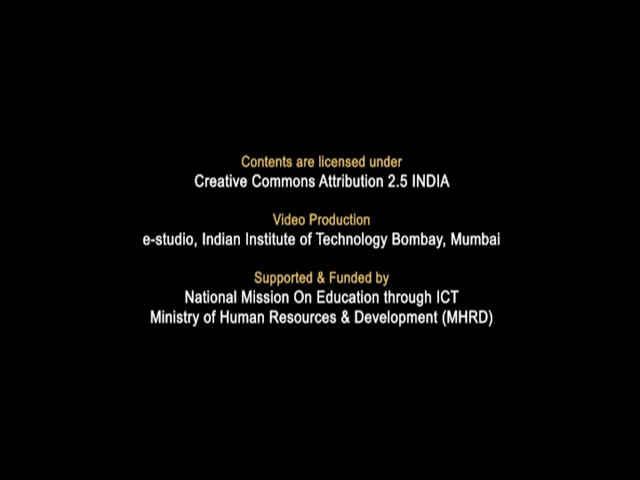 Contents are licensed under
Creative Commons Attribution 2.5 INDIA
Video Production
e-studio, Indian Institute of Technology Bombay, Mumbai
Supported & Funded by
National Mission On Education through ICT
Ministry of Human Resources & Development (MHRD)